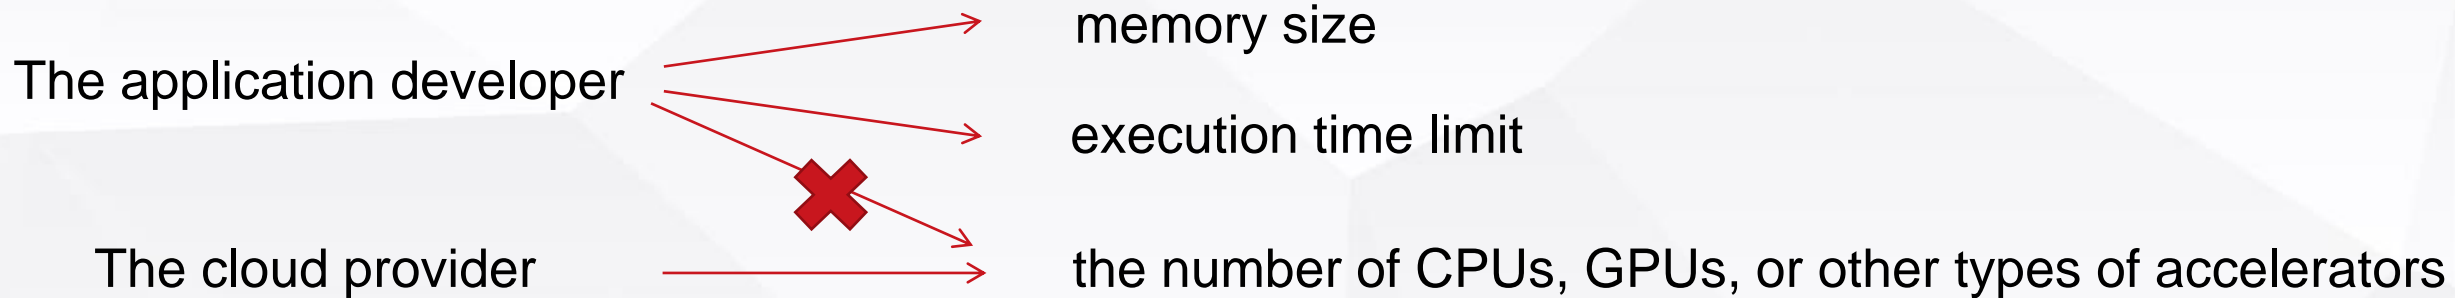 memory size
The application developer
execution time limit
The cloud provider
the number of CPUs, GPUs, or other types of accelerators